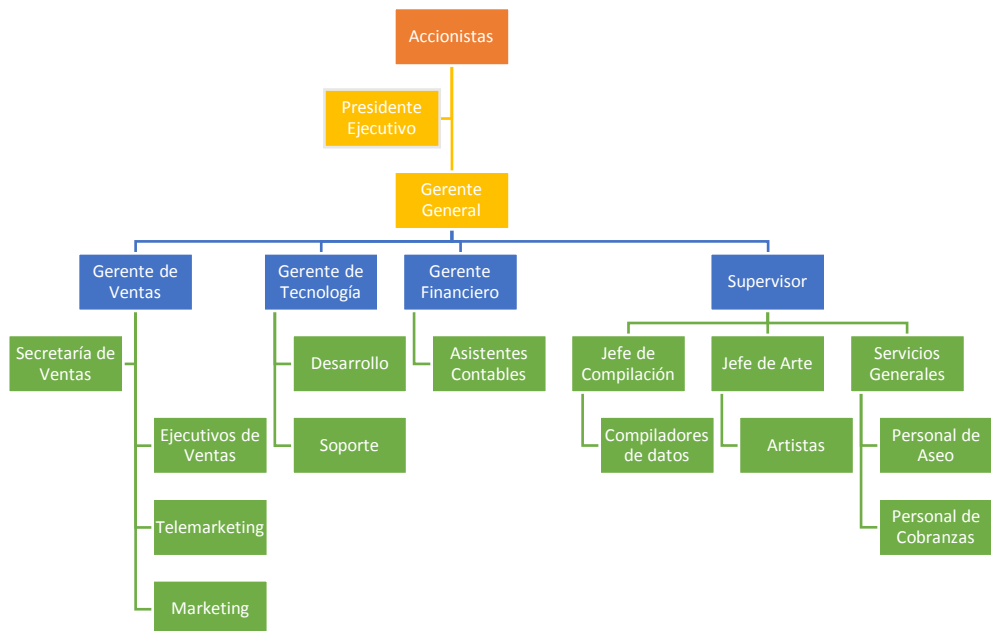 Accionistas
Presidente
Ejecutivo
Gerente
General
Gerente de
Ventas
Gerente de
Tecnología
Gerente
Financiero
Supervisor
Secretaría de
Ventas
Desarrollo
Asistentes
Contables
Jefe de
Compilación
Jefe de Arte
Servicios
Generales
Ejecutivos de
Ventas
Soporte
Compiladores
de datos
Artistas
Personal de
Aseo
Telemarketing
Personal de
Cobranzas
Marketing